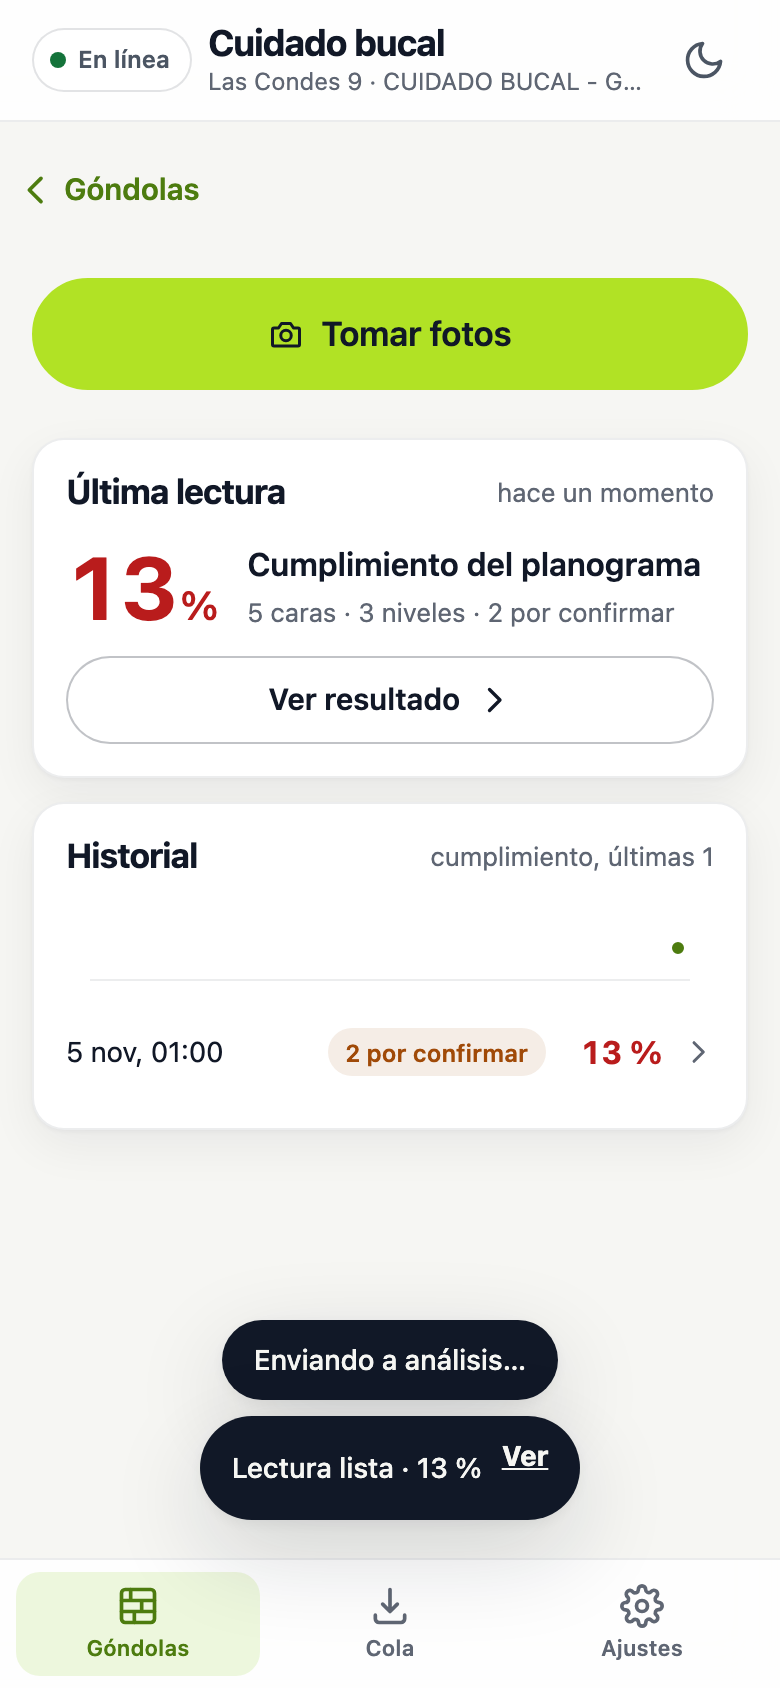 En línea
Cuidado bucal
Las Condes 9 · CUIDADO BUCAL - G...
Góndolas
Tomar fotos
Última lectura
hace un momento
13%
Cumplimiento del planograma
5 caras · 3 niveles · 2 por confirmar
Ver resultado
Historial
cumplimiento, últimas 1
5 nov, 01:00
2 por confirmar
13 %
Enviando a análisis...
Lectura lista · 13 %
Ver
Góndolas
Cola
Ajustes